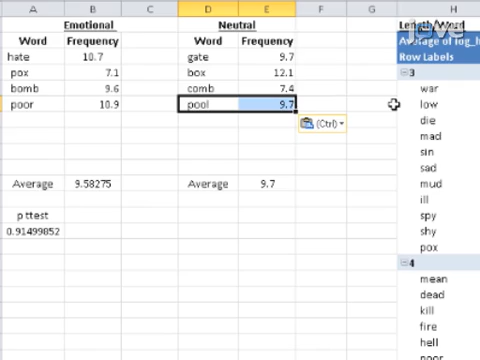 A B C D E F G H
Emotional Neutral Length/Word
Word Frequency Word Frequency Average of log_h
hate 10.7 gate 9.7 Row Labels
pox 7.1 box 12.1 3
bomb 9.6 comb 7.4 war
poor 10.9 pool 9.7 low
(Ctrl) die
mad
sin
sad
Average 9.58275 Average 9.7 mud
ill
p ttest spy
0.91499852 shy
pox
4
mean
dead
kill
fire
hell
poor
jove